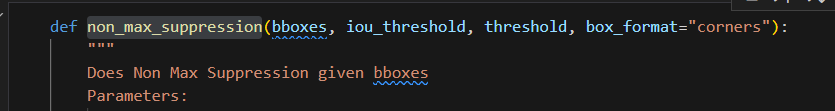 def non_max_suppression(bboxes, iou_threshold, threshold, box_format="corners"):
"""
Does Non Max Suppression given bboxes
Parameters: